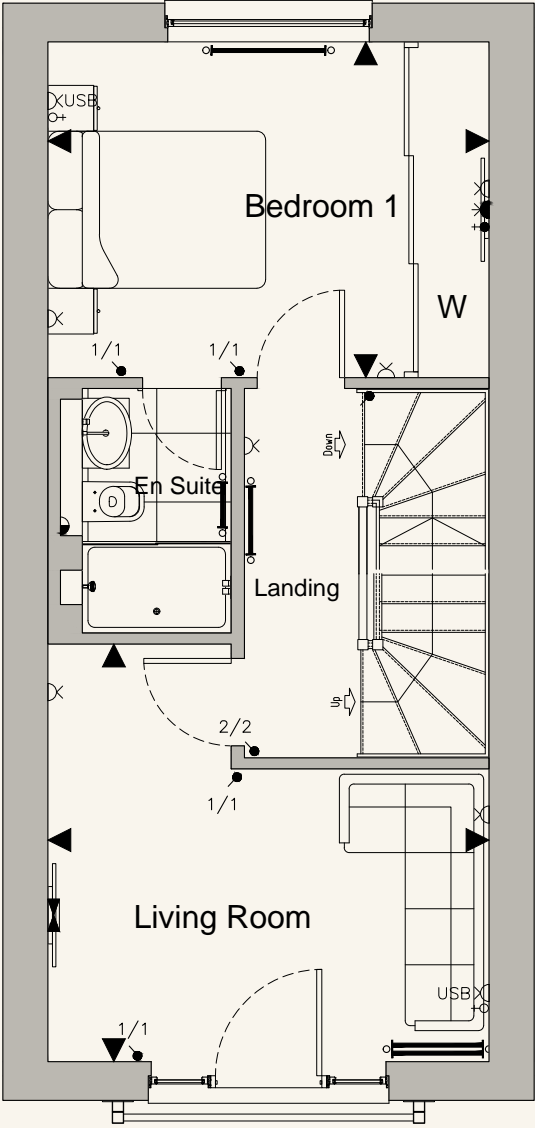 USB
Bedroom 1
W
1/1
1/1
Down
En Suite
Landing
Up
2/2
1/1
Living Room
USB
1/1